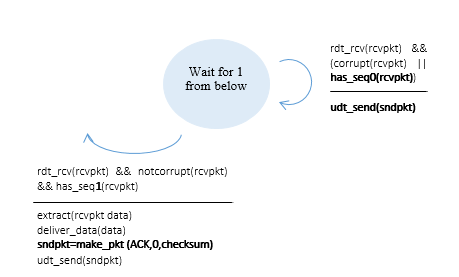 Wait for 1
from below
rdt_rcv(rcvpkt) &&
(corrupt(rcvpkt) ||
has_seq0(rcvpkt))
udt_send(sndpkt)
rdt_rcv(rcvpkt) && notcorrupt(rcvpkt)
&& has_seq1(rcvpkt)
extract(rcvpkt data)
deliver_data(data)
sndpkt=make_pkt (ACK,0,checksum)
udt_send(sndpkt)